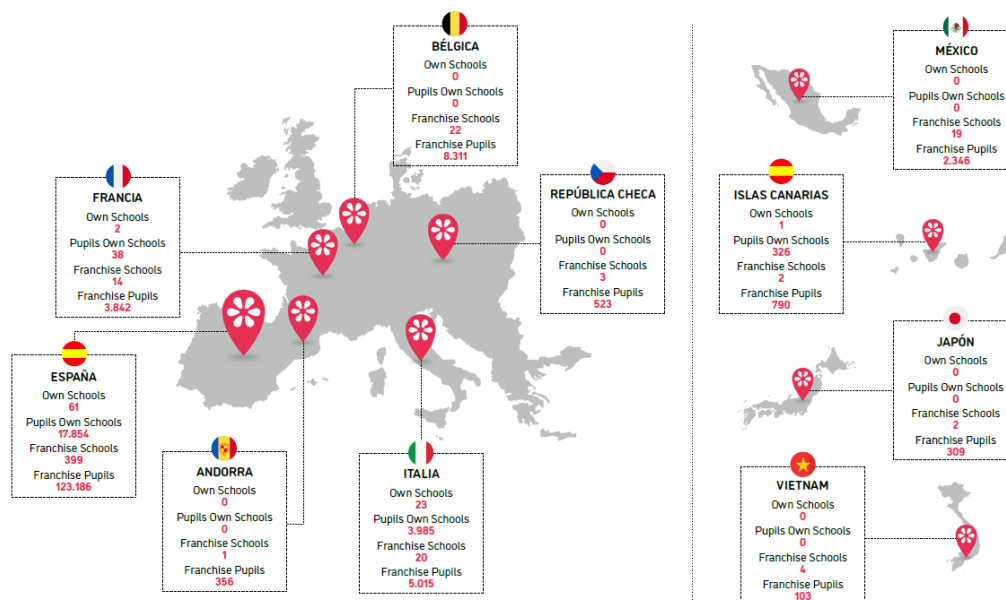 BÉLGICA
Own Schools
0
Pupils Own Schools
0
Franchise Schools
22
Franchise Pupils
8.311
FRANCIA
Own Schools
2
Pupils Own Schools
38
Franchise Schools
14
Franchise Pupils
3.842
REPÚBLICA CHECA
Own Schools
0
Pupils Own Schools
0
Franchise Schools
3
Franchise Pupils
523
ESPAÑA
Own Schools
61
Pupils Own Schools
17.854
Franchise Schools
399
Franchise Pupils
123.186
ANDORRA
Own Schools
0
Pupils Own Schools
0
Franchise Schools
1
Franchise Pupils
356
ITALIA
Own Schools
23
Pupils Own Schools
3.985
Franchise Schools
20
Franchise Pupils
5.015
MÉXICO
Own Schools
0
Pupils Own Schools
0
Franchise Schools
19
Franchise Pupils
2.346
ISLAS CANARIAS
Own Schools
1
Pupils Own Schools
326
Franchise Schools
2
Franchise Pupils
790
JAPÓN
Own Schools
0
Pupils Own Schools
0
Franchise Schools
2
Franchise Pupils
309
VIETNAM
Own Schools
0
Pupils Own Schools
0
Franchise Schools
4
Franchise Pupils
103